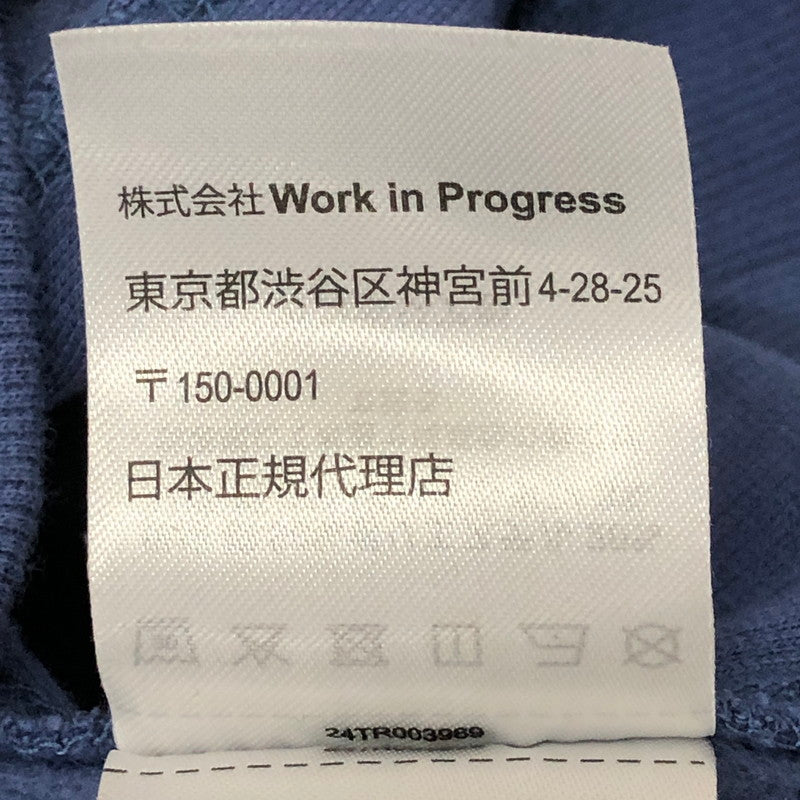 株式会社Work in Progress
東京都渋谷区神宮前4-28-25
〒150-0001
日本正規代理店
24TR003989